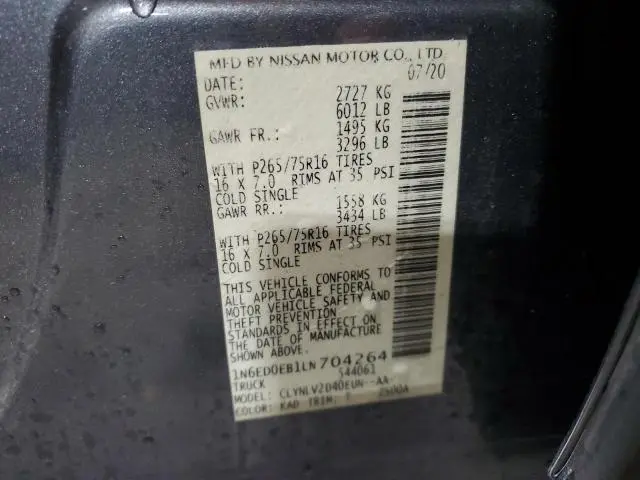 MFD BY NISSAN MOTOR CO., LTD.
DATE: 07/20
GVWR: 2727 KG
6012 LB
GAWR FR.: 1495 KG
3296 LB
WITH P265/75R16 TIRES
16 X 7.0 RIMS AT 35 PSI
COLD SINGLE
GAWR RR.: 1558 KG
3434 LB
WITH P265/75R16 TIRES
16 X 7.0 RIMS AT 35 PSI
COLD SINGLE
THIS VEHICLE CONFORMS TO
ALL APPLICABLE FEDERAL
MOTOR VEHICLE SAFETY AND
THEFT PREVENTION
STANDARDS IN EFFECT ON
THE DATE OF MANUFACTURE
SHOWN ABOVE.
1N6ED0EB1LN704264
TRUCK 544061
MODEL: CLYNLV2D40EUN--AA-
COLOR: KAD TRIM: